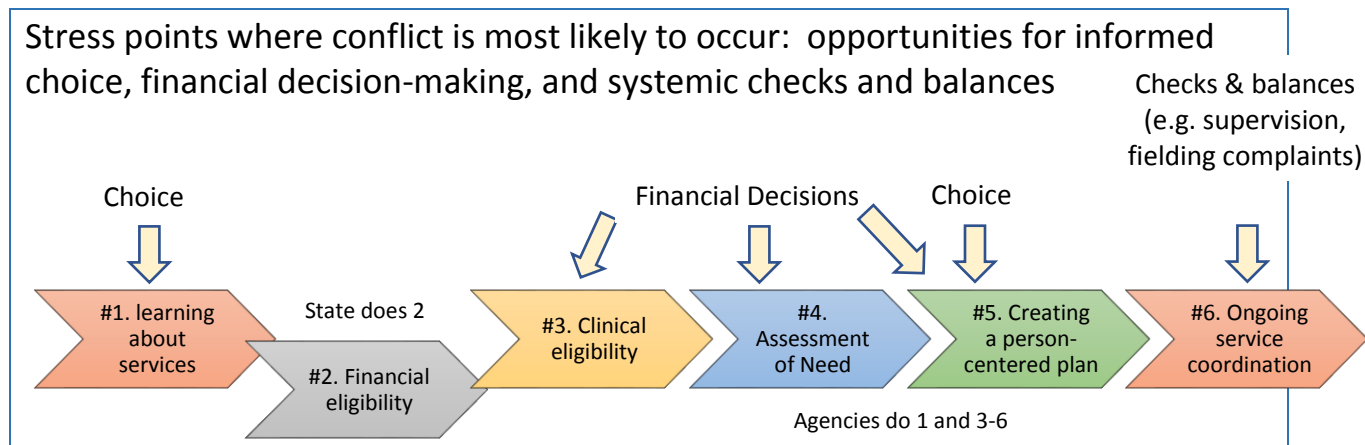 Stress points where conflict is most likely to occur:  opportunities for informed
choice, financial decision-making, and systemic checks and balances
Checks & balances
(e.g. supervision,
fielding complaints)
Choice
Financial Decisions
Choice
#1. learning
about
services
State does 2
#2. Financial
eligibility
#3. Clinical
eligibility
#4.
Assessment
of Need
#5. Creating
a person-
centered plan
#6. Ongoing
service
coordination
Agencies do 1 and 3-6